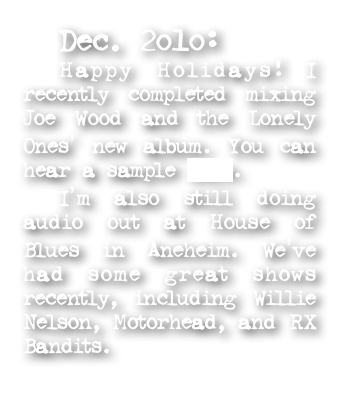 Dec. 2010:
Happy Holidays! I
recently completed mixing
Joe Wood and the Lonely
Ones' new album. You can
hear a sample .
I'm also still doing
audio out at House of
Blues in Aneheim. We've
had some great shows
recently, including Willie
Nelson, Motorhead, and RX
Bandits.